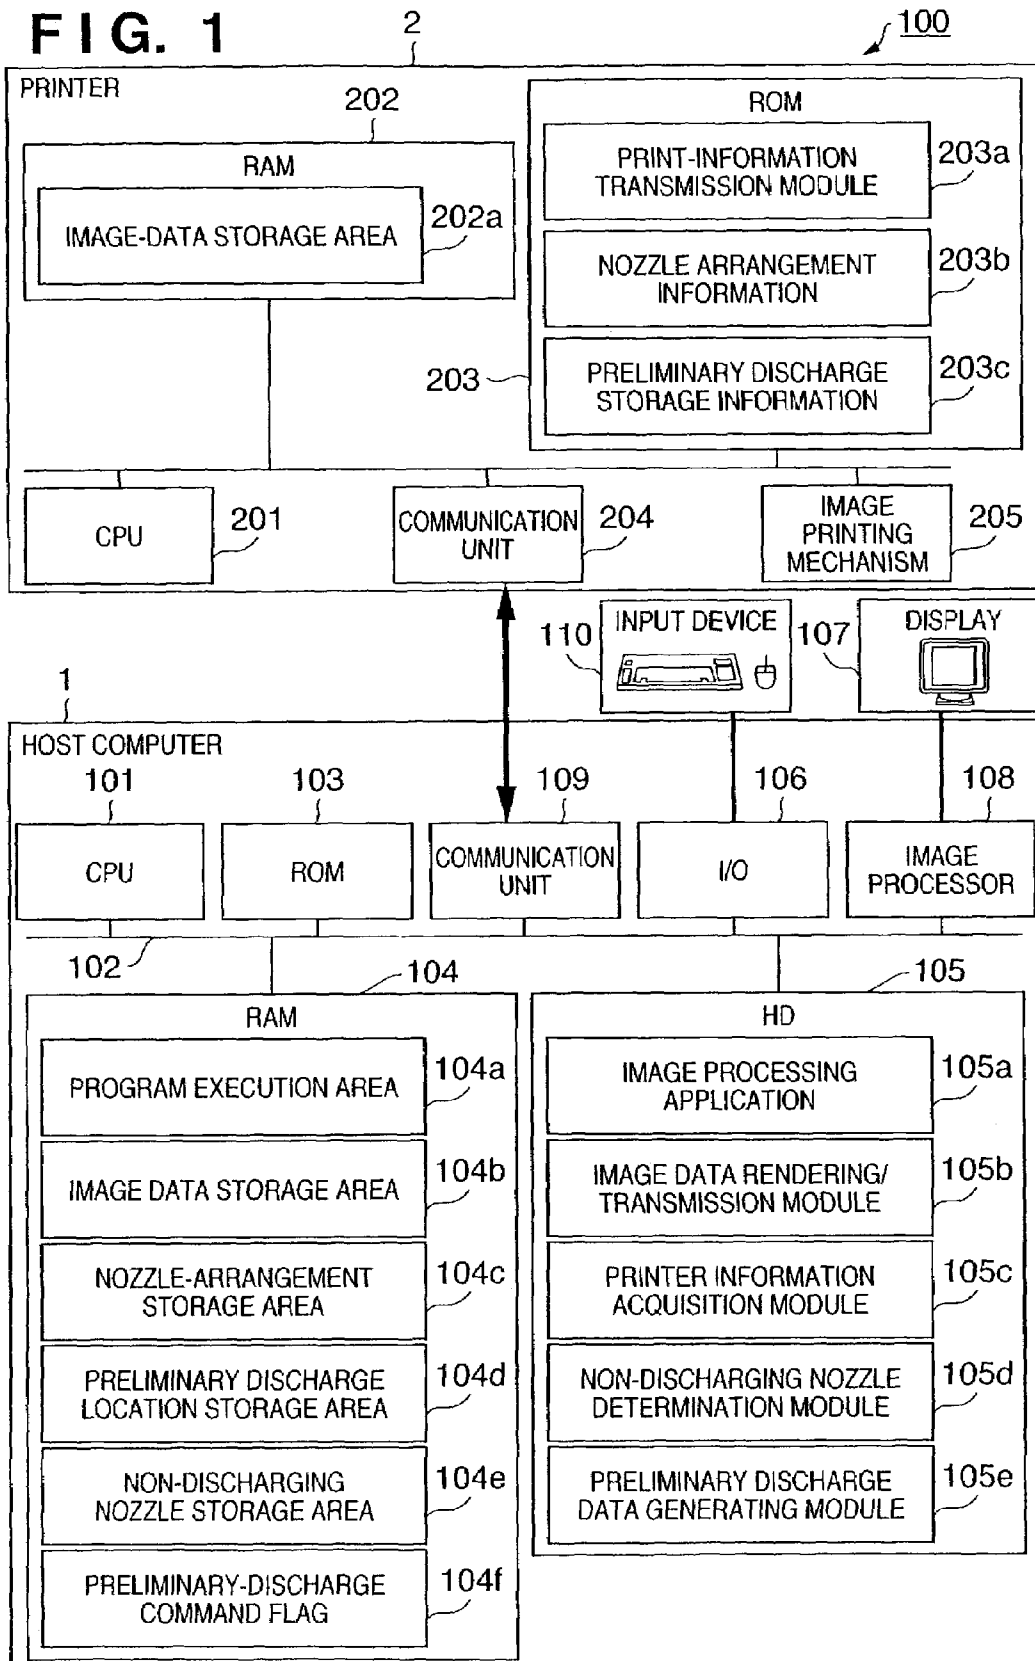 FIG. 1
2
100
PRINTER
202
RAM
IMAGE-DATA STORAGE AREA
202a
ROM
PRINT-INFORMATION
TRANSMISSION MODULE
203a
NOZZLE ARRANGEMENT
INFORMATION
203b
203
PRELIMINARY DISCHARGE
STORAGE INFORMATION
203c
CPU
201
COMMUNICATION
UNIT
204
IMAGE
PRINTING
MECHANISM
205
110
INPUT DEVICE
107
DISPLAY
1
HOST COMPUTER
101
103
109
106
108
CPU
ROM
COMMUNICATION
UNIT
I/O
IMAGE
PROCESSOR
102
104
RAM
PROGRAM EXECUTION AREA
104a
IMAGE DATA STORAGE AREA
104b
NOZZLE-ARRANGEMENT
STORAGE AREA
104c
PRELIMINARY DISCHARGE
LOCATION STORAGE AREA
104d
NON-DISCHARGING
NOZZLE STORAGE AREA
104e
PRELIMINARY-DISCHARGE
COMMAND FLAG
104f
105
HD
IMAGE PROCESSING
APPLICATION
105a
IMAGE DATA RENDERING/
TRANSMISSION MODULE
105b
PRINTER INFORMATION
ACQUISITION MODULE
105c
NON-DISCHARGING NOZZLE
DETERMINATION MODULE
105d
PRELIMINARY DISCHARGE
DATA GENERATING MODULE
105e